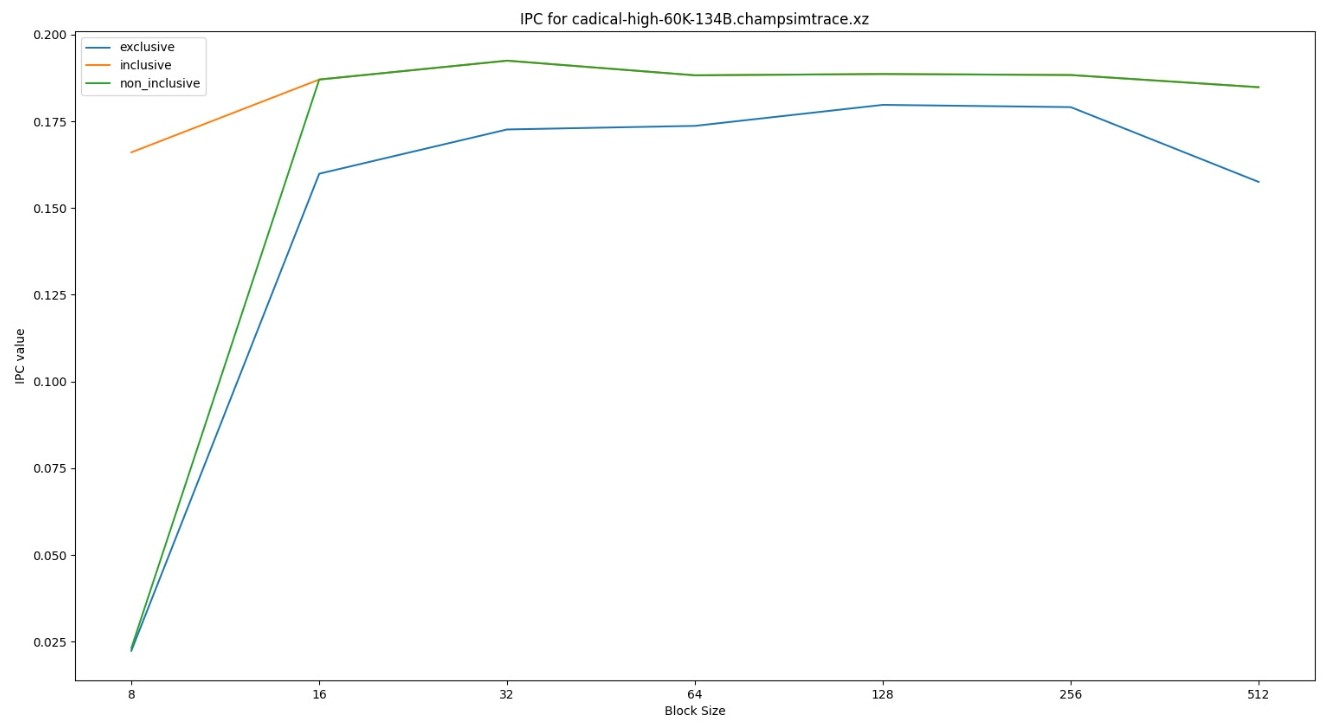 IPC for cadical-high-60K-134B.champsimtrace.xz
exclusive
inclusive
non_inclusive
IPC value
0.200
0.175
0.150
0.125
0.100
0.075
0.050
0.025
8 16 32 64 128 256 512
Block Size